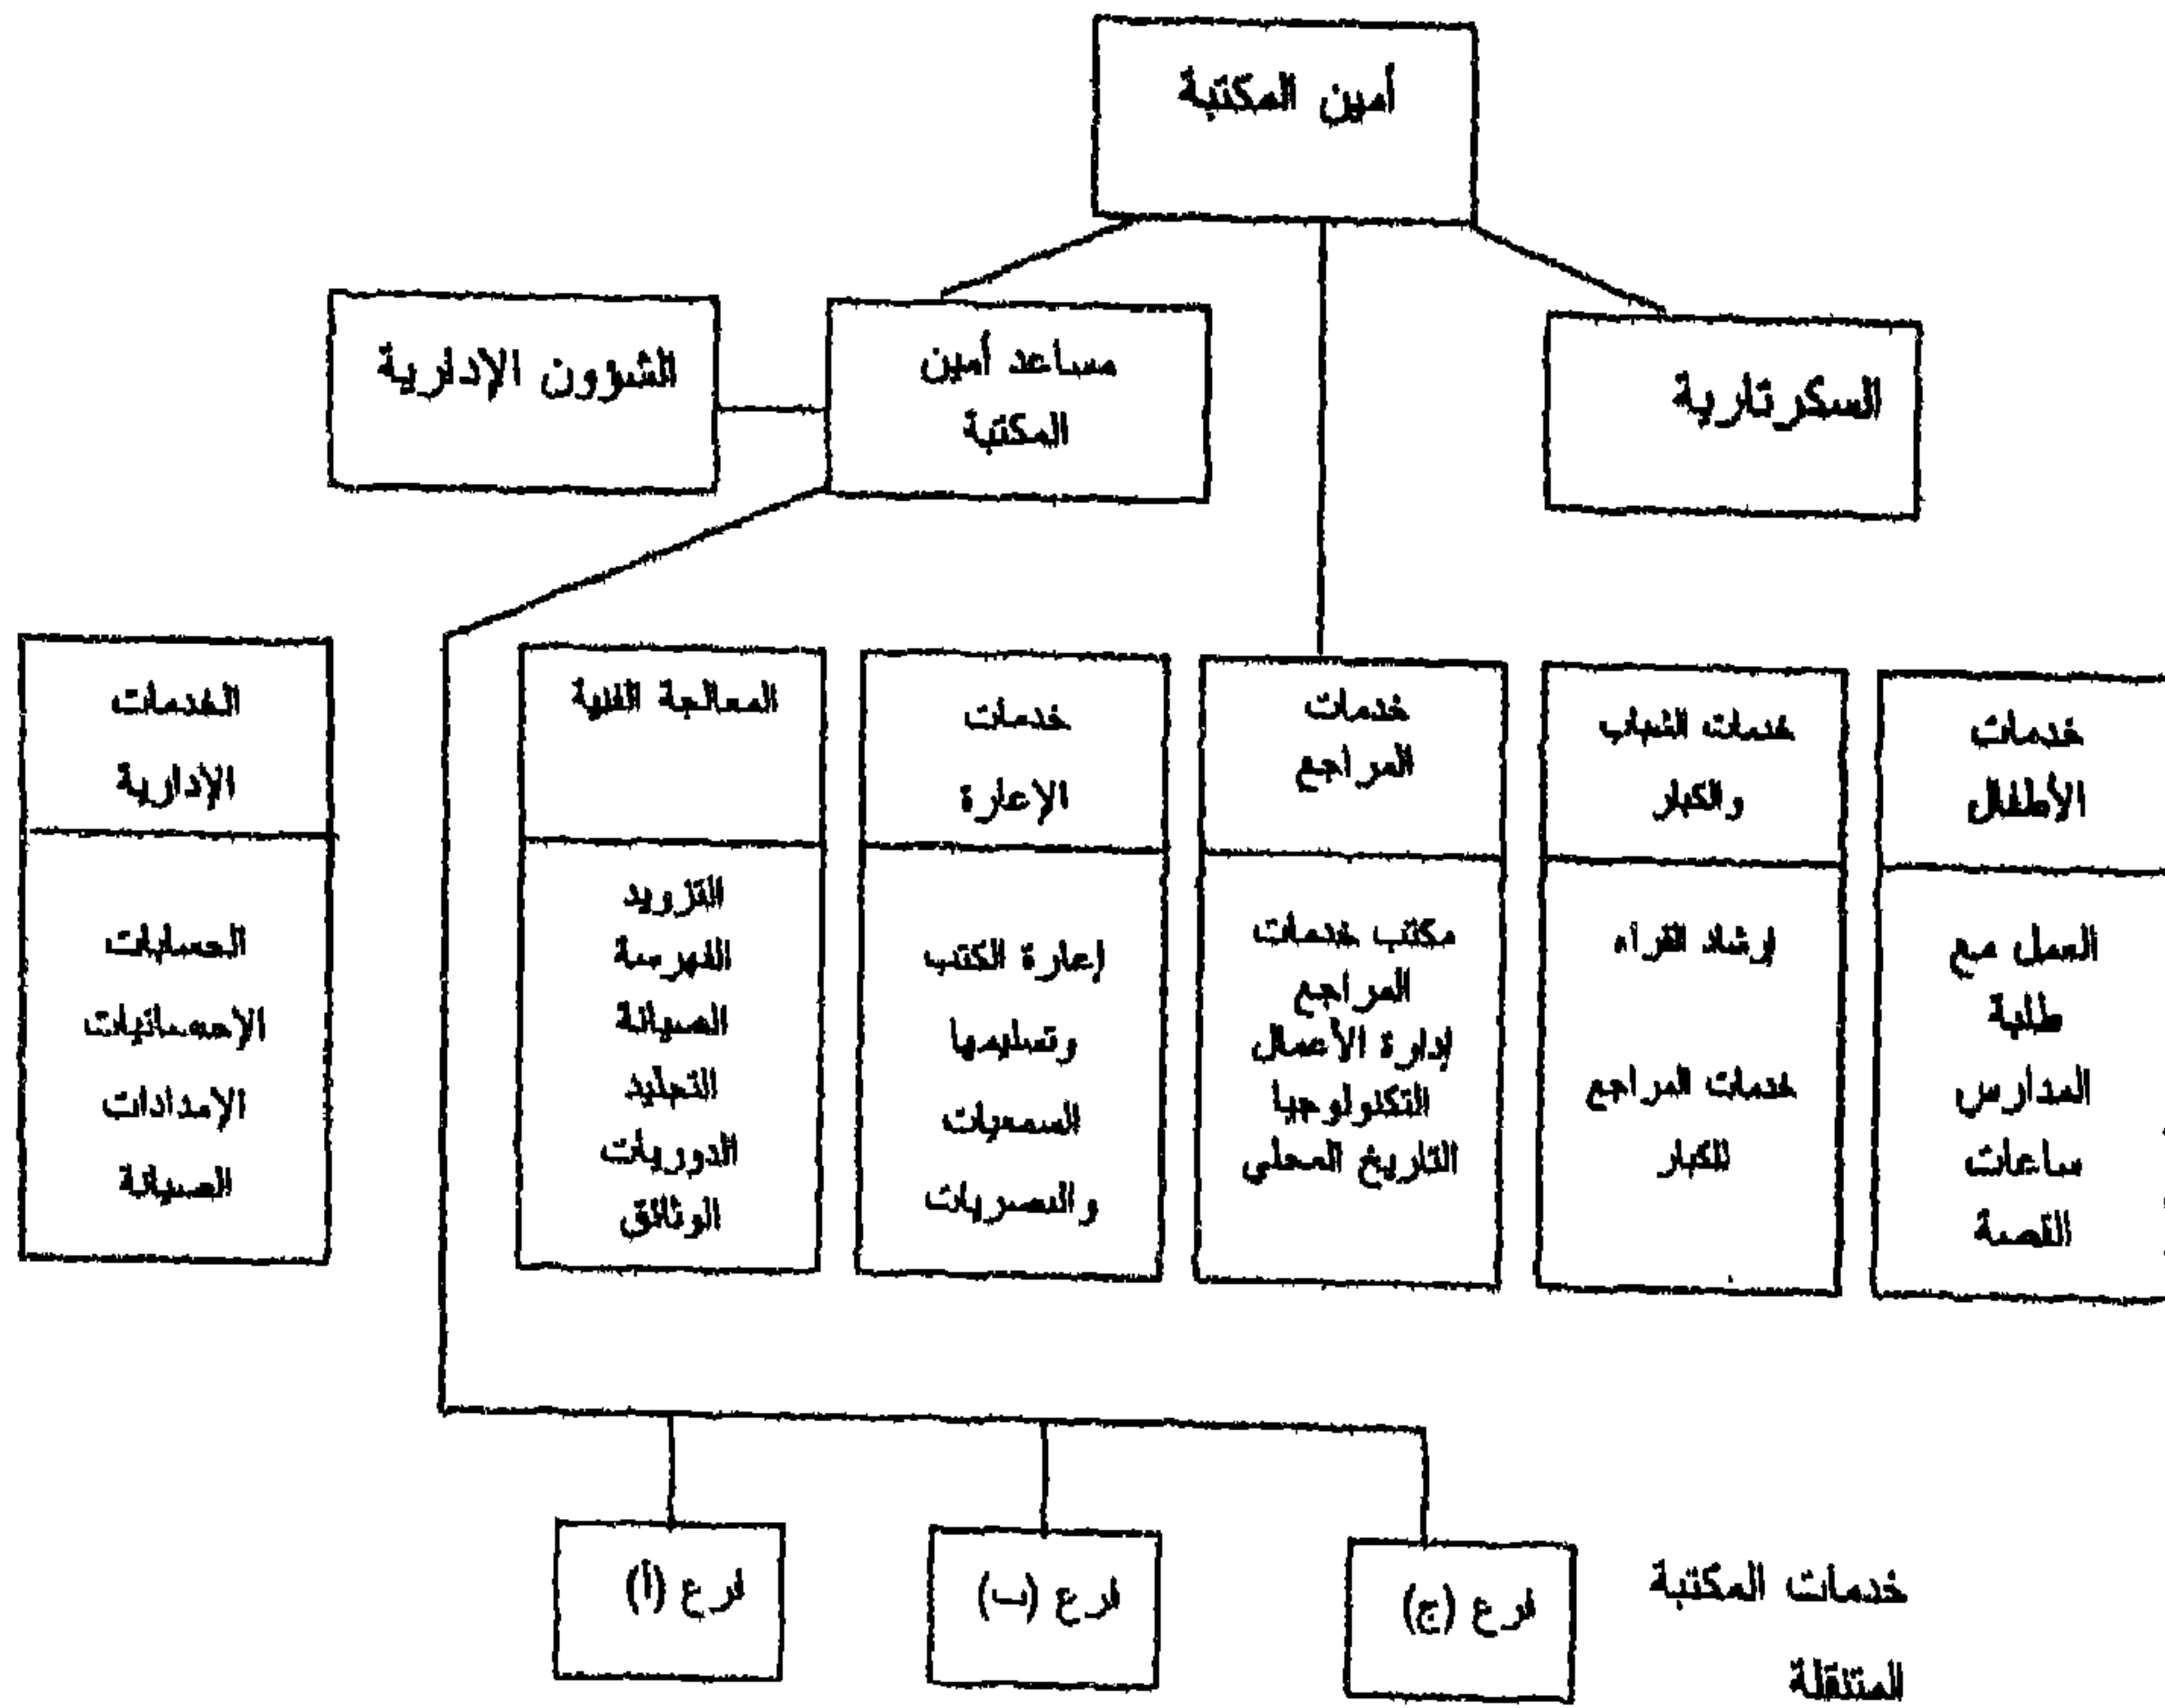 أمين المكتبة
السكرتارية
مساعد أمين
المكتبة
الشؤون الإدارية
خدمات
الأطفال
العمل مع
طلبة
المدارس
ساعات
القصة
خدمات الشباب
والكبار
إرشاد القراء
خدمات المراجع
للكبار
خدمات
المراجع
مكتب خدمات
المراجع
إدارة الأعمال
التكنولوجيا
التاريخ المحلي
خدمات
الإعارة
إعارة الكتب
وتسليمها
السمعيات
والبصريات
المعالجة الفنية
التزويد
الفهرسة
الصيانة
التجليد
الدوريات
الوثائق
الخدمات
الإدارية
الحسابات
الإحصائيات
الإمدادات
الصيانة
فرع (أ)
فرع (ب)
فرع (ج)
خدمات المكتبة
المتنقلة